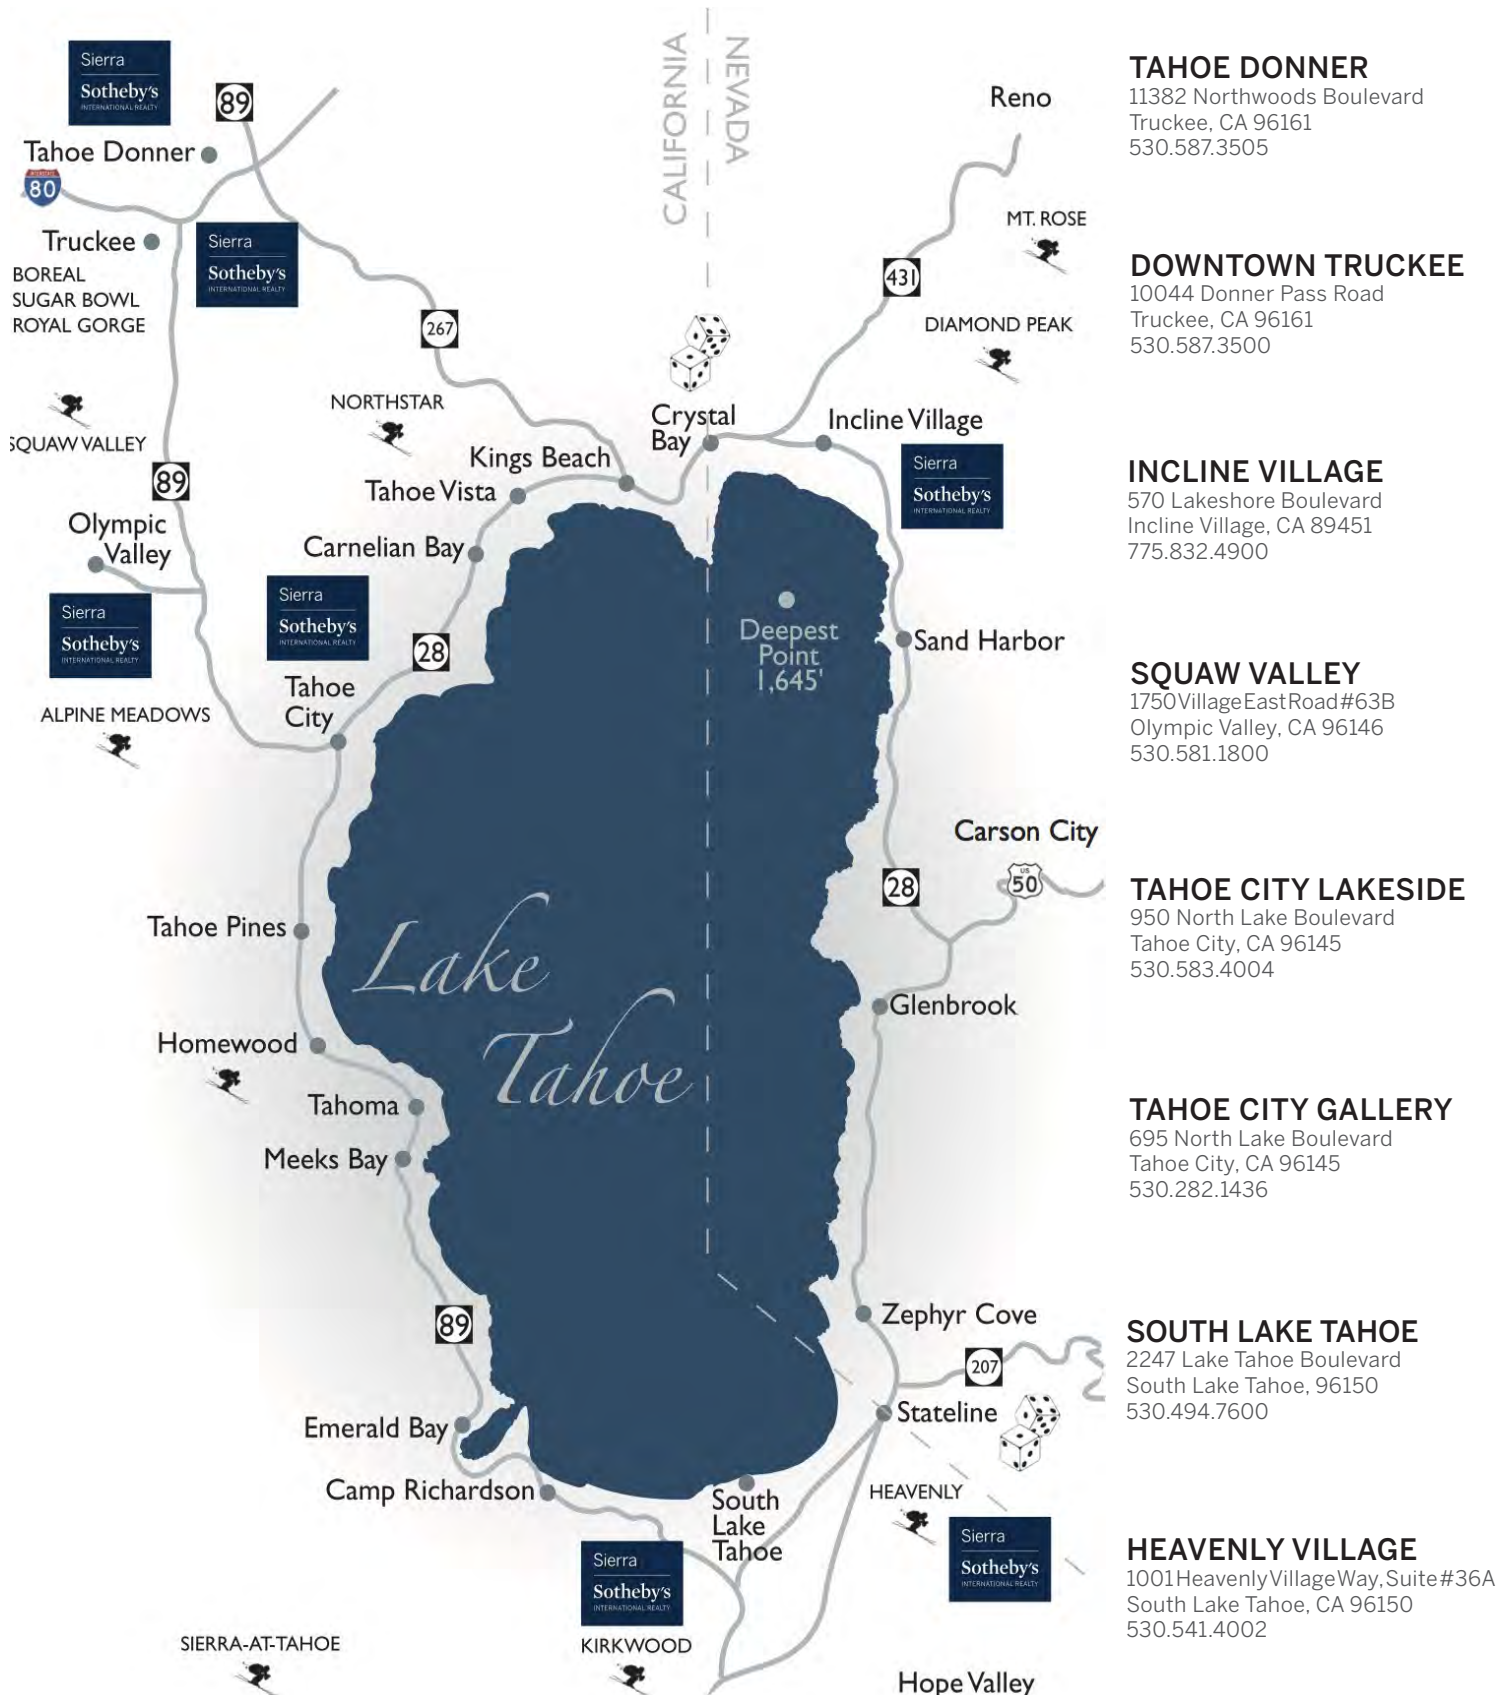 CALIFORNIA
NEVADA
Sierra
Sotheby's
INTERNATIONAL REALTY
89
Tahoe Donner
INTERSTATE
80
Truckee
BOREAL
SUGAR BOWL
ROYAL GORGE
Sierra
Sotheby's
INTERNATIONAL REALTY
267
Reno
MT. ROSE
431
DIAMOND PEAK
NORTHSTAR
SQUAW VALLEY
89
Crystal
Bay
Incline Village
Sierra
Sotheby's
INTERNATIONAL REALTY
Kings Beach
Tahoe Vista
Carnelian Bay
Olympic
Valley
Sierra
Sotheby's
INTERNATIONAL REALTY
Sierra
Sotheby's
INTERNATIONAL REALTY
28
Tahoe
City
ALPINE MEADOWS
Deepest
Point
1,645'
Sand Harbor
Carson City
28
US
50
Tahoe Pines
Lake
Tahoe
Glenbrook
Homewood
Tahoma
Meeks Bay
89
Zephyr Cove
207
Stateline
Emerald Bay
Camp Richardson
South
Lake
Tahoe
HEAVENLY
Sierra
Sotheby's
INTERNATIONAL REALTY
Sierra
Sotheby's
INTERNATIONAL REALTY
SIERRA-AT-TAHOE
KIRKWOOD
Hope Valley
TAHOE DONNER
11382 Northwoods Boulevard
Truckee, CA 96161
530.587.3505
DOWNTOWN TRUCKEE
10044 Donner Pass Road
Truckee, CA 96161
530.587.3500
INCLINE VILLAGE
570 Lakeshore Boulevard
Incline Village, CA 89451
775.832.4900
SQUAW VALLEY
1750 Village East Road #63B
Olympic Valley, CA 96146
530.581.1800
TAHOE CITY LAKESIDE
950 North Lake Boulevard
Tahoe City, CA 96145
530.583.4004
TAHOE CITY GALLERY
695 North Lake Boulevard
Tahoe City, CA 96145
530.282.1436
SOUTH LAKE TAHOE
2247 Lake Tahoe Boulevard
South Lake Tahoe, 96150
530.494.7600
HEAVENLY VILLAGE
1001 Heavenly Village Way, Suite #36A
South Lake Tahoe, CA 96150
530.541.4002